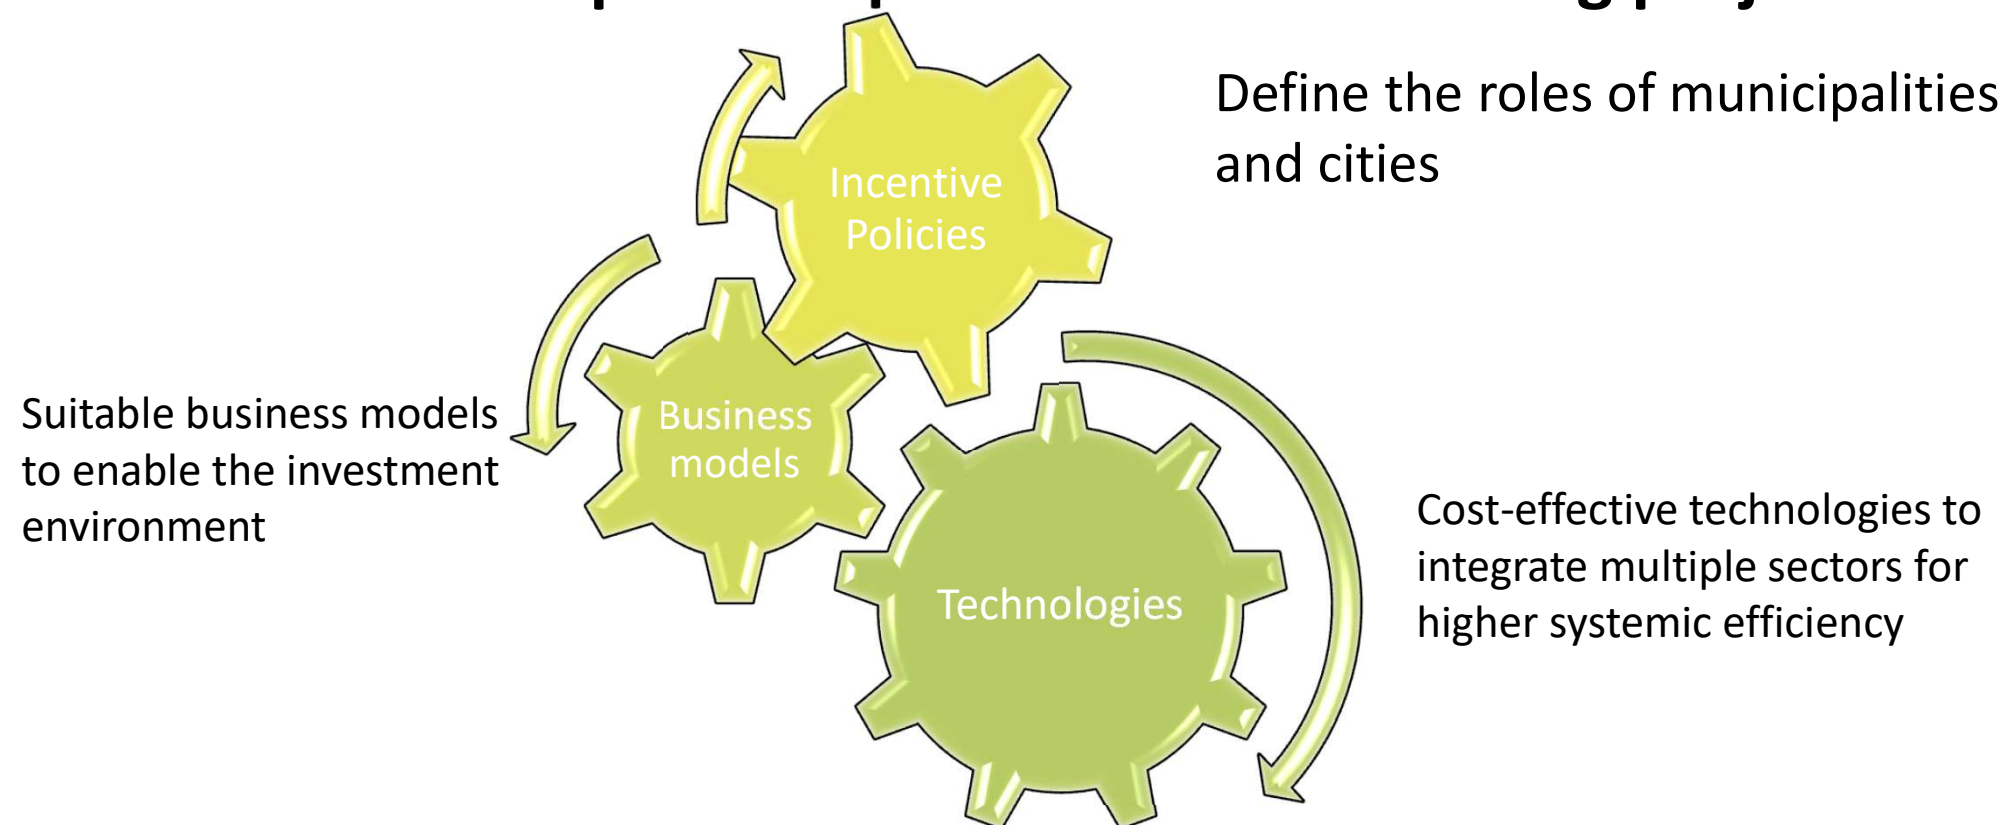 Define the roles of municipalities
and cities
Incentive
Policies
Suitable business models
to enable the investment
environment
Business
models
Technologies
Cost-effective technologies to
integrate multiple sectors for
higher systemic efficiency